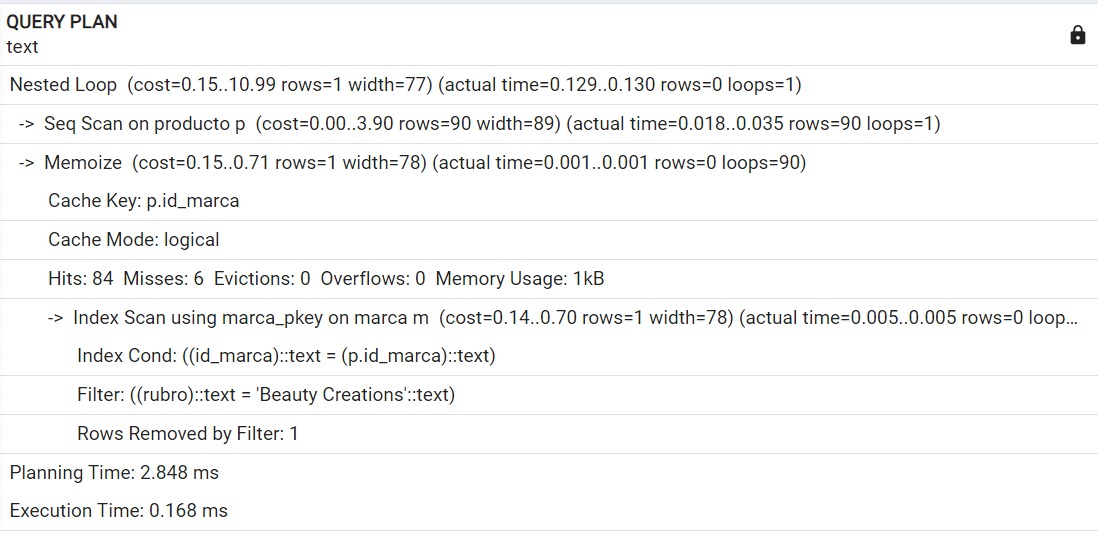 QUERY PLAN
text
Nested Loop (cost=0.15..10.99 rows=1 width=77) (actual time=0.129..0.130 rows=0 loops=1)
-> Seq Scan on producto p (cost=0.00..3.90 rows=90 width=89) (actual time=0.018..0.035 rows=90 loops=1)
-> Memoize (cost=0.15..0.71 rows=1 width=78) (actual time=0.001..0.001 rows=0 loops=90)
Cache Key: p.id_marca
Cache Mode: logical
Hits: 84 Misses: 6 Evictions: 0 Overflows: 0 Memory Usage: 1kB
-> Index Scan using marca_pkey on marca m (cost=0.14..0.70 rows=1 width=78) (actual time=0.005..0.005 rows=0 loop...
Index Cond: ((id_marca)::text = (p.id_marca)::text)
Filter: ((rubro)::text = 'Beauty Creations'::text)
Rows Removed by Filter: 1
Planning Time: 2.848 ms
Execution Time: 0.168 ms